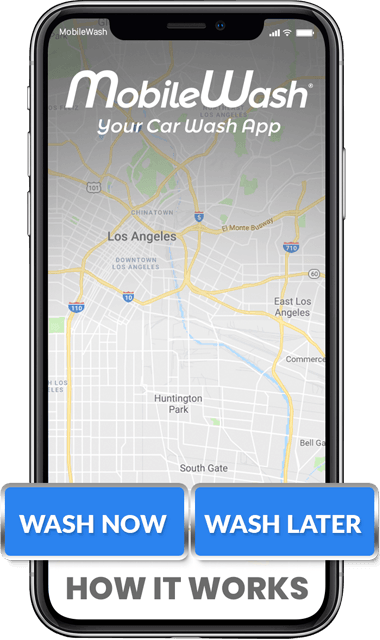 MobileWash
MobileWash®
Your Car Wash App
101
CHINATOWN
5
El Monte Busway
Los Angeles
710
DOWNTOWN
LOS ANGELES
60
10
110
East Los
Angeles
Commerce
Huntington
Park
Bell Ga
South Gate
WASH NOW
WASH LATER
HOW IT WORKS